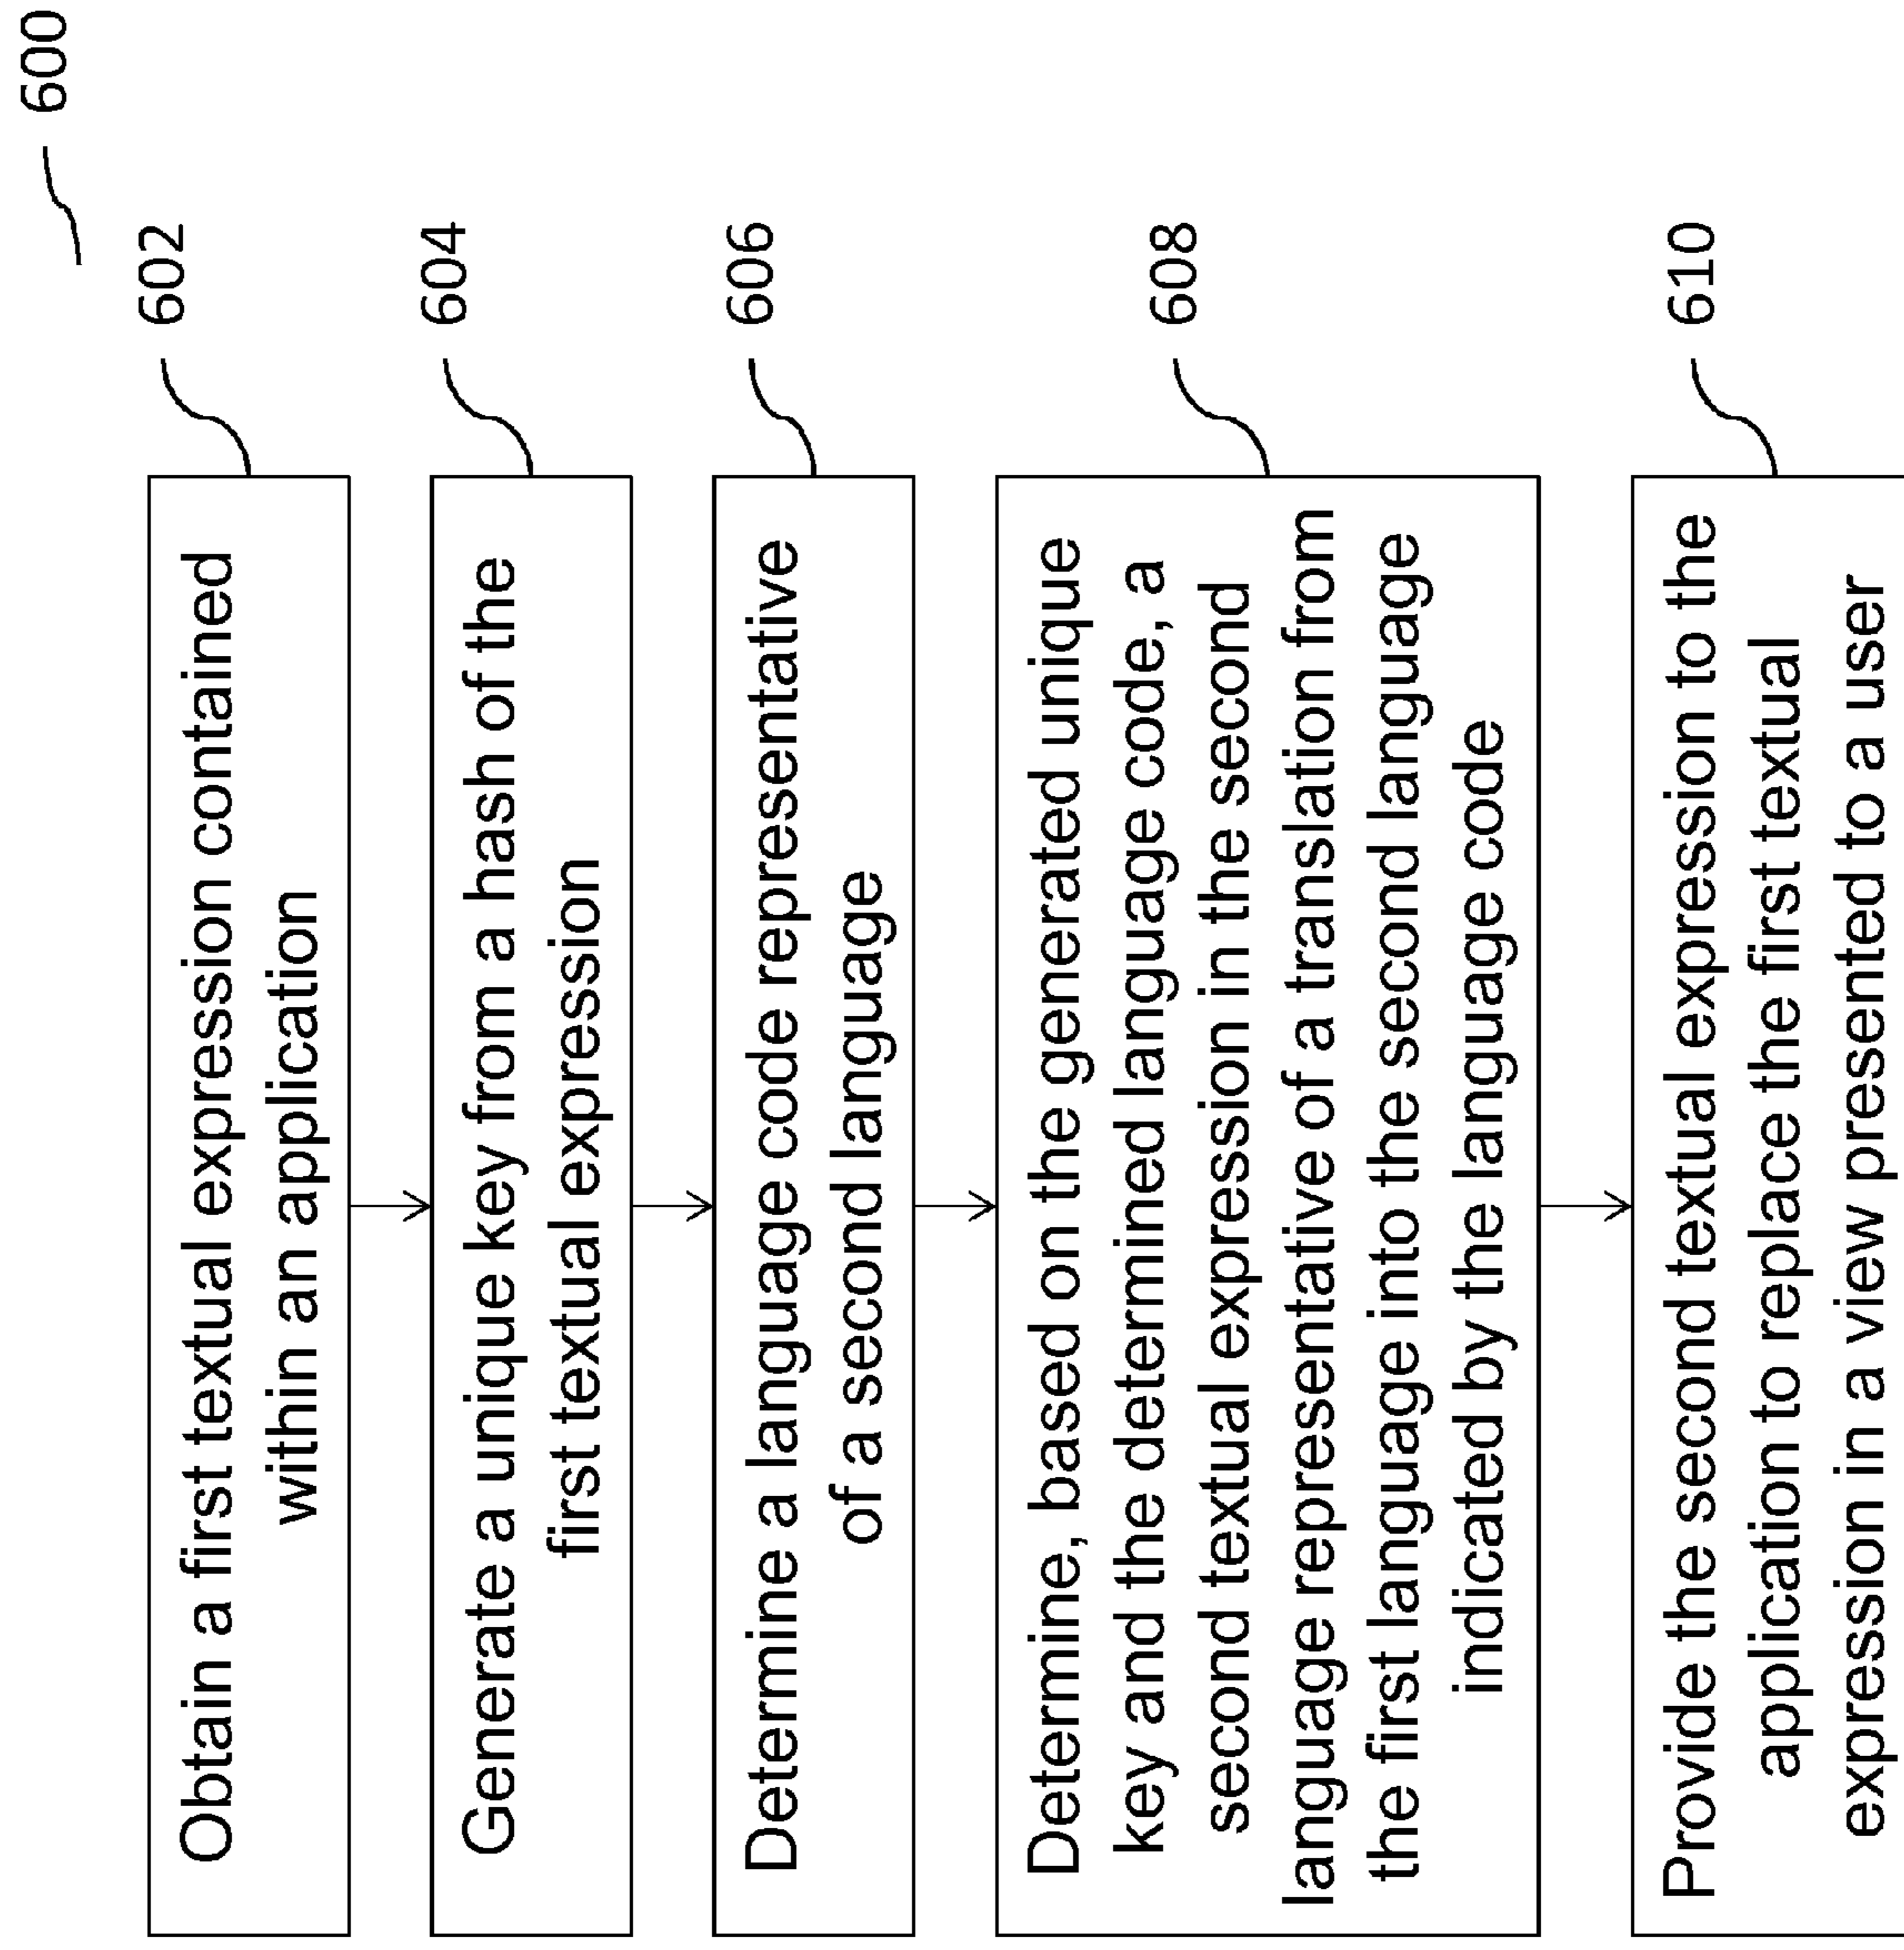 600
Obtain a first textual expression contained
within an application
602
Generate a unique key from a hash of the
first textual expression
604
Determine a language code representative
of a second language
606
Determine, based on the generated unique
key and the determined language code, a
second textual expression in the second
language representative of a translation from
the first language into the second language
indicated by the language code
608
Provide the second textual expression to the
application to replace the first textual
expression in a view presented to a user
610